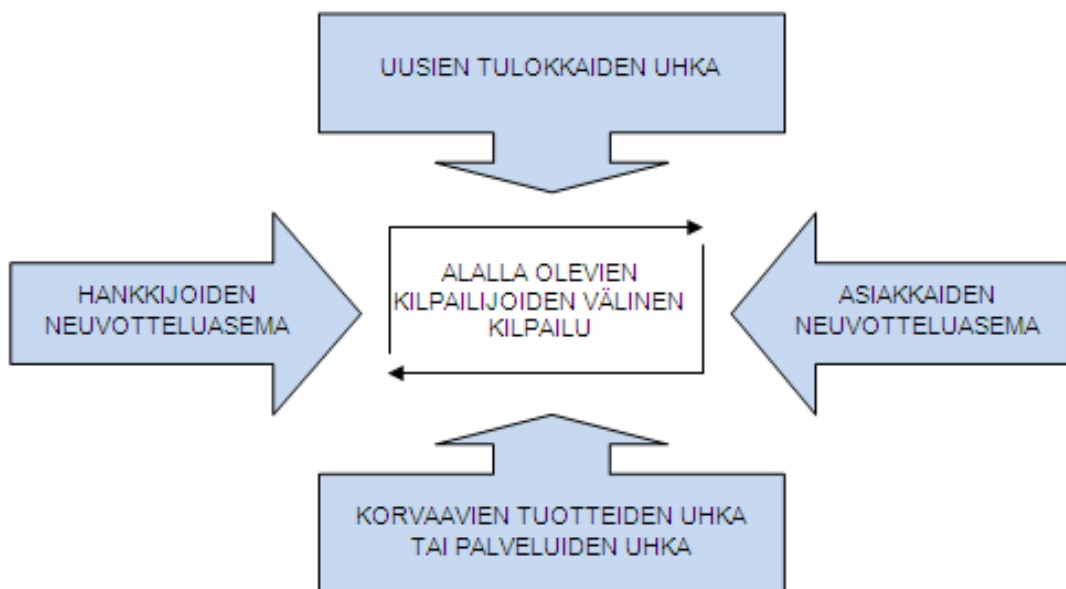 UUSIEN TULOKKAIDEN UHKA
HANKKIJOIDEN
NEUVOTTELUASEMA
ALALLA OLEVIEN
KILPAILIJOIDEN VÄLINEN
KILPAILU
ASIAKKAIDEN
NEUVOTTELUASEMA
KORVAAVIEN TUOTTEIDEN UHKA
TAI PALVELUIDEN UHKA